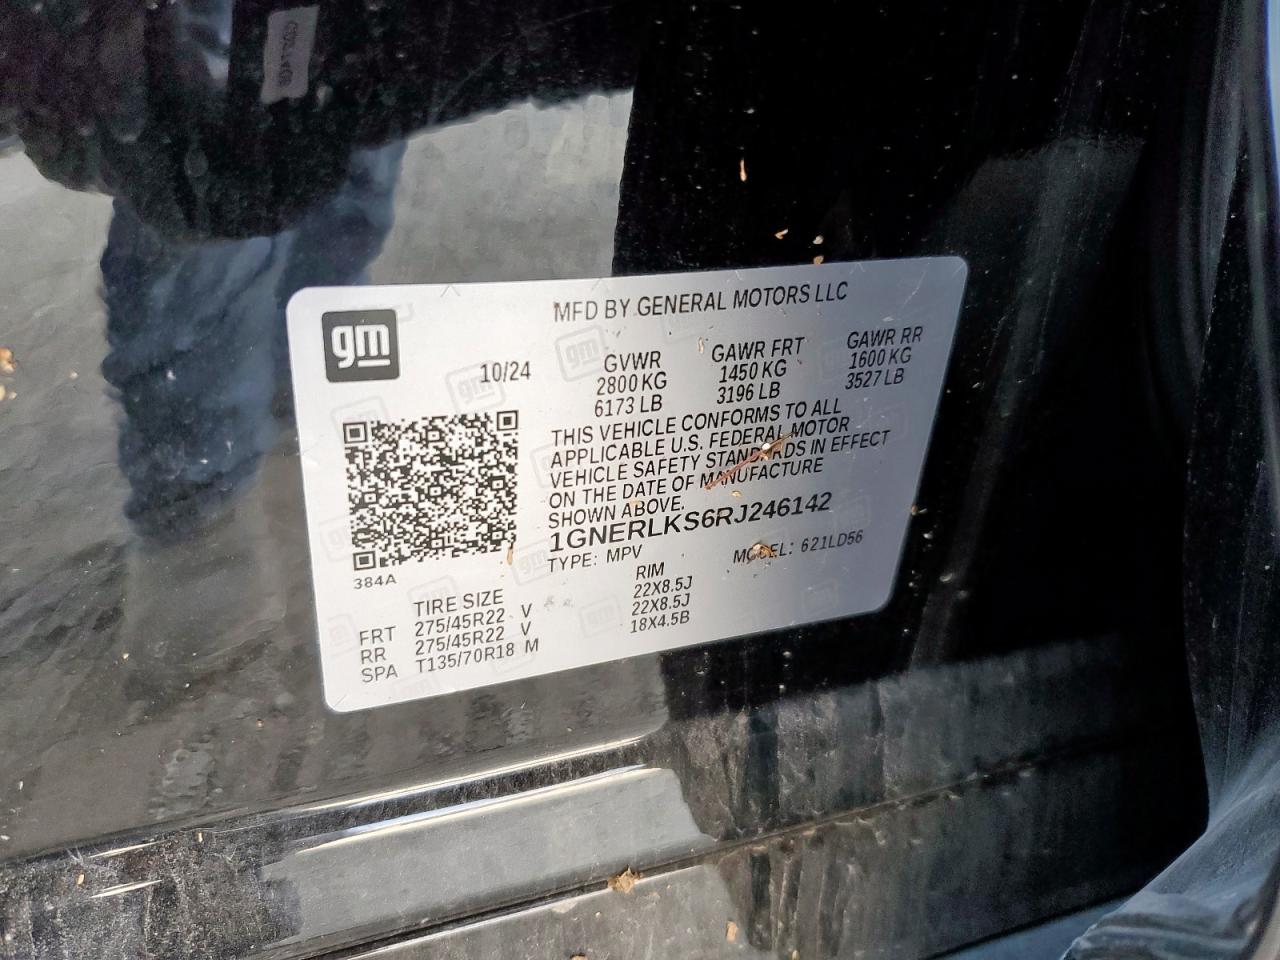 MFD BY GENERAL MOTORS LLC
gm
10/24
GVWR GAWR FRT GAWR RR
2800 KG 1450 KG 1600 KG
6173 LB 3196 LB 3527 LB
THIS VEHICLE CONFORMS TO ALL
APPLICABLE U.S. FEDERAL MOTOR
VEHICLE SAFETY STANDARDS IN EFFECT
ON THE DATE OF MANUFACTURE
SHOWN ABOVE.
1GNERLKS6RJ246142
TYPE: MPV MODEL: 621LD56
384A
TIRE SIZE RIM
FRT 275/45R22 V 22X8.5J
RR 275/45R22 V 22X8.5J
SPA T135/70R18 M 18X4.5B